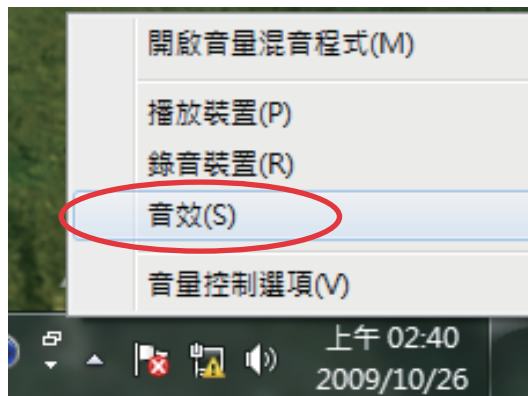 開啟音量混音程式(M)
播放裝置(P)
錄音裝置(R)
音效(S)
音量控制選項(V)
上午 02:40
2009/10/26